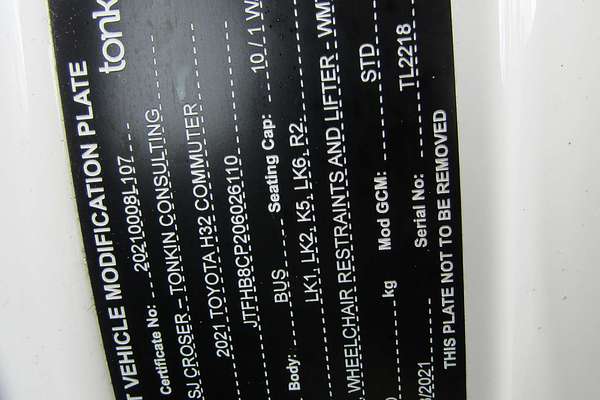 tonk
T VEHICLE MODIFICATION PLATE
Certificate No: 20210008L107
SJ CROSER – TONKIN CONSULTING
2021 TOYOTA H32 COMMUTER
JTFHB8CP206026110
Body: BUS Seating Cap: 10 / 1 W
LK1, LK2, K5, LK6, R2
WHEELCHAIR RESTRAINTS AND LIFTER - WM
kg Mod GCM: STD
/2021 Serial No: TL2218
THIS PLATE NOT TO BE REMOVED